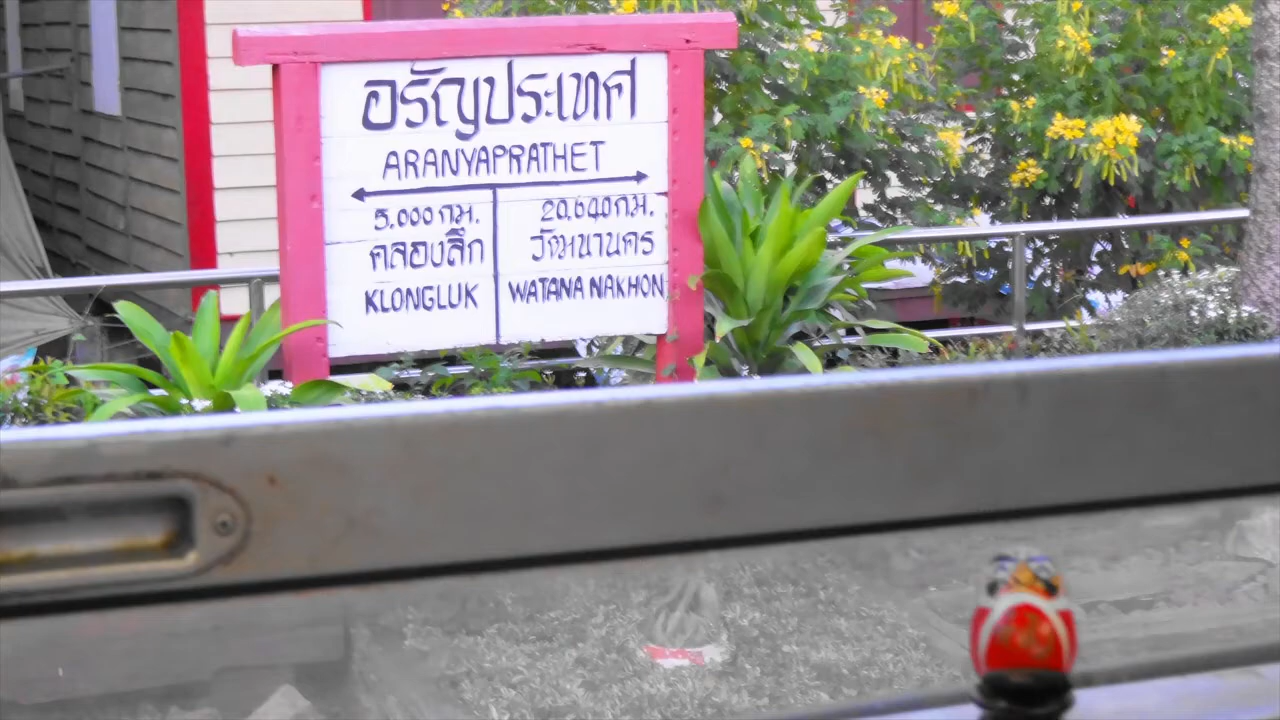 อรัญประเทศ
ARANYAPRATHET
5.000 กม.
คลองลึก
KLONGLUK
20.640 กม.
วัฒนานคร
WATANA NAKHON